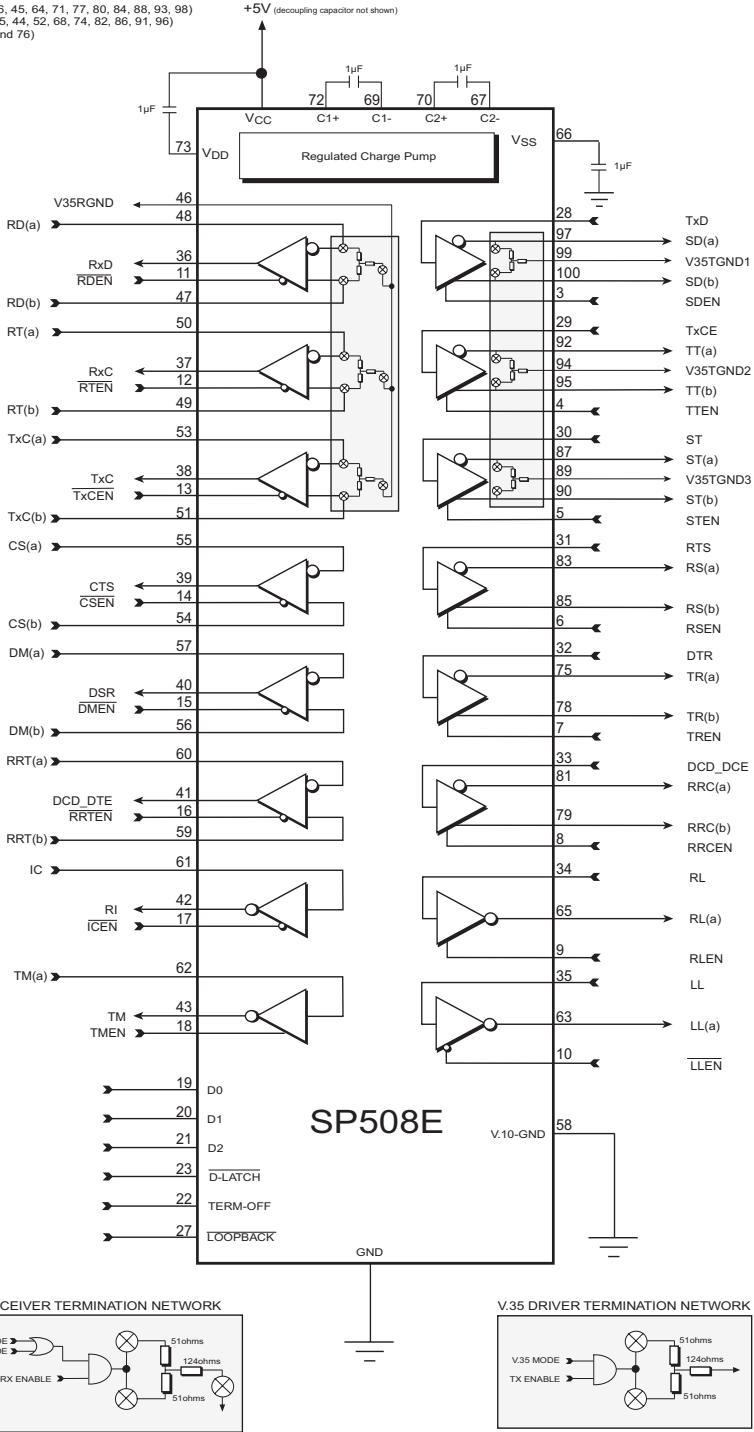 6, 45, 64, 71, 77, 80, 84, 88, 93, 98)
5, 44, 52, 68, 74, 82, 86, 91, 96)
nd 76)
+5V (decoupling capacitor not shown)
1µF
1µF
1µF
72
69
70
67
VCC
C1+
C1-
C2+
C2-
73
VDD
VSS
66
Regulated Charge Pump
1µF
V35RGND
46
RD(a)
48
RxD
36
RDEN
11
RD(b)
47
RT(a)
50
RxC
37
RTEN
12
RT(b)
49
TxC(a)
53
TxC
38
TxCEN
13
TxC(b)
51
CS(a)
55
CTS
39
CSEN
14
CS(b)
54
DM(a)
57
DSR
40
DMEN
15
DM(b)
56
RRT(a)
60
DCD_DTE
41
RRTEN
16
RRT(b)
59
IC
61
RI
42
ICEN
17
TM(a)
62
TM
43
TMEN
18
28
TxD
97
SD(a)
99
V35TGND1
100
SD(b)
3
SDEN
29
TxCE
92
TT(a)
94
V35TGND2
95
TT(b)
4
TTEN
30
ST
87
ST(a)
89
V35TGND3
90
ST(b)
5
STEN
31
RTS
83
RS(a)
85
RS(b)
6
RSEN
32
DTR
75
TR(a)
78
TR(b)
7
TREN
33
DCD_DCE
81
RRC(a)
79
RRC(b)
8
RRCEN
34
RL
65
RL(a)
9
RLEN
35
LL
63
LL(a)
10
LLEN
19
D0
20
D1
21
D2
23
D-LATCH
22
TERM-OFF
27
LOOPBACK
SP508E
V.10-GND
58
GND
CEIVER TERMINATION NETWORK
DE
DE
RX ENABLE
51ohms
124ohms
51ohms
V.35 DRIVER TERMINATION NETWORK
V.35 MODE
TX ENABLE
51ohms
124ohms
51ohms